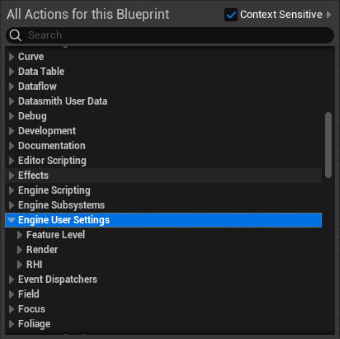 All Actions for this Blueprint
Context Sensitive
Search
Curve
Data Table
Dataflow
Datasmith User Data
Debug
Development
Documentation
Editor Scripting
Effects
Engine Scripting
Engine Subsystems
Engine User Settings
Feature Level
Render
RHI
Event Dispatchers
Field
Focus
Foliage